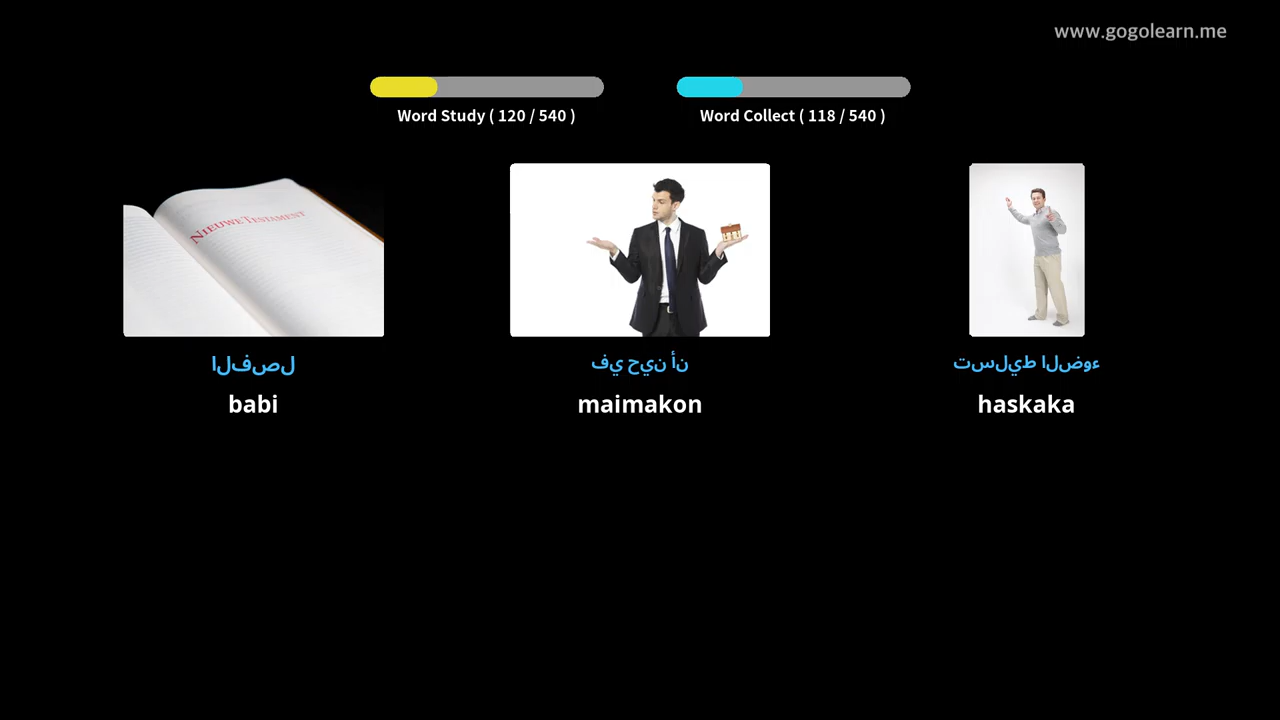 www.gogolearn.me
Word Study ( 120 / 540 )
Word Collect ( 118 / 540 )
NIEUWE TESTAMENT
الفصل
في حين أن
تسليط الضوء
babi
maimakon
haskaka